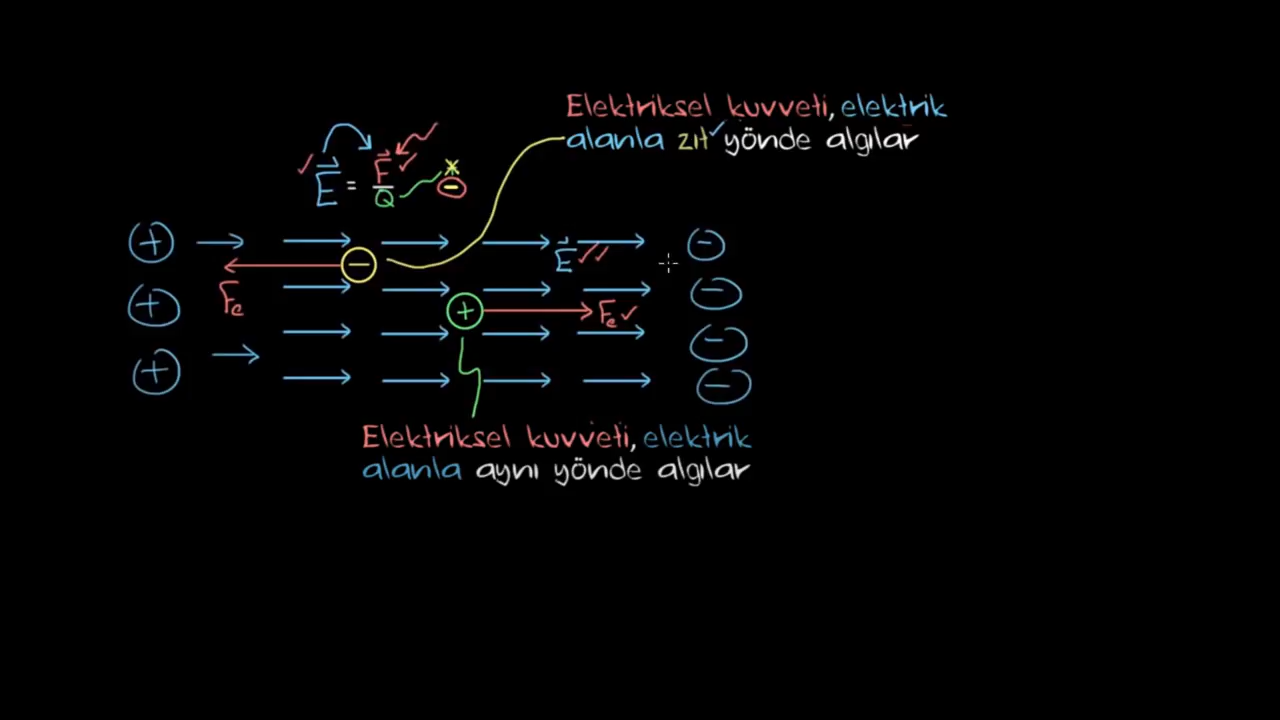 Elektriksel kuvveti, elektrik
alanla zıt yönde algılar
E = F
Q
-
+ - -
E
Fe
+ + Fe
-
-
+ -
-
Elektriksel kuvveti, elektrik
alanla aynı yönde algılar